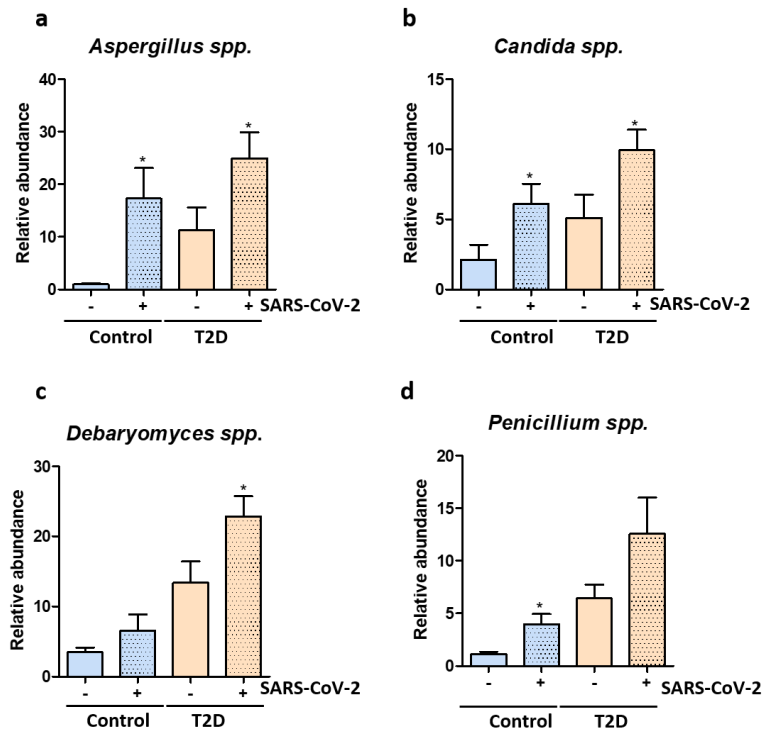 a
Aspergillus spp.
Relative abundance
40
30
20
10
0
* *
- + - + SARS-CoV-2
Control T2D
b
Candida spp.
Relative abundance
15
10
5
0
* *
- + - + SARS-CoV-2
Control T2D
c
Debaryomyces spp.
Relative abundance
30
20
10
0
*
- + - + SARS-CoV-2
Control T2D
d
Penicillium spp.
Relative abundance
20
15
10
5
0
*
- + - + SARS-CoV-2
Control T2D